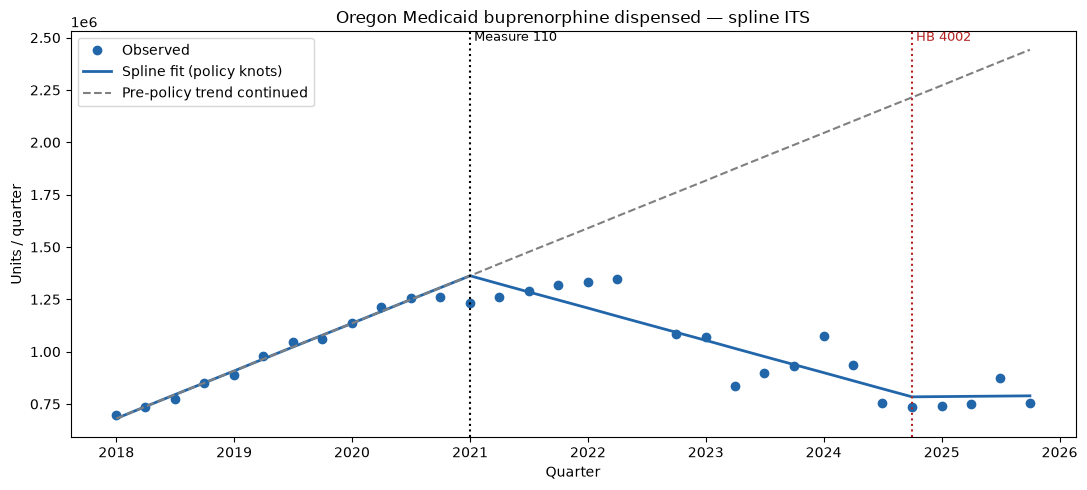 Oregon Medicaid buprenorphine dispensed — spline ITS
1e6
Measure 110
HB 4002
Observed
Spline fit (policy knots)
Pre-policy trend continued
2.50
2.25
2.00
1.75
1.50
1.25
1.00
0.75
Units / quarter
2018 2019 2020 2021 2022 2023 2024 2025 2026
Quarter